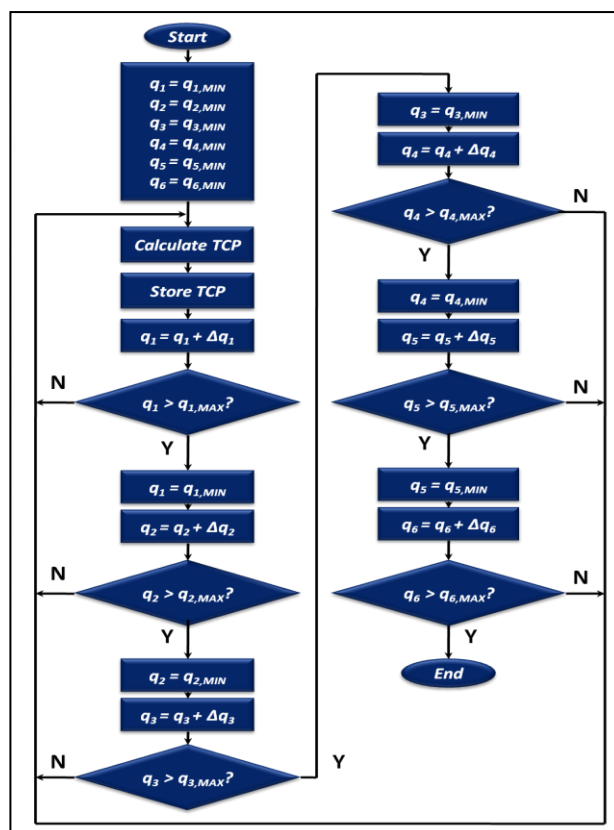 Start
q₁ = q₁,MIN
q₂ = q₂,MIN
q₃ = q₃,MIN
q₄ = q₄,MIN
q₅ = q₅,MIN
q₆ = q₆,MIN
Calculate TCP
Store TCP
q₁ = q₁ + Δq₁
N
q₁ > q₁,MAX?
Y
q₁ = q₁,MIN
q₂ = q₂ + Δq₂
N
q₂ > q₂,MAX?
Y
q₂ = q₂,MIN
q₃ = q₃ + Δq₃
N
q₃ > q₃,MAX?
Y
q₃ = q₃,MIN
q₄ = q₄ + Δq₄
N
q₄ > q₄,MAX?
Y
q₄ = q₄,MIN
q₅ = q₅ + Δq₅
q₅ > q₅,MAX?
N
Y
q₅ = q₅,MIN
q₆ = q₆ + Δq₆
q₆ > q₆,MAX?
N
Y
End